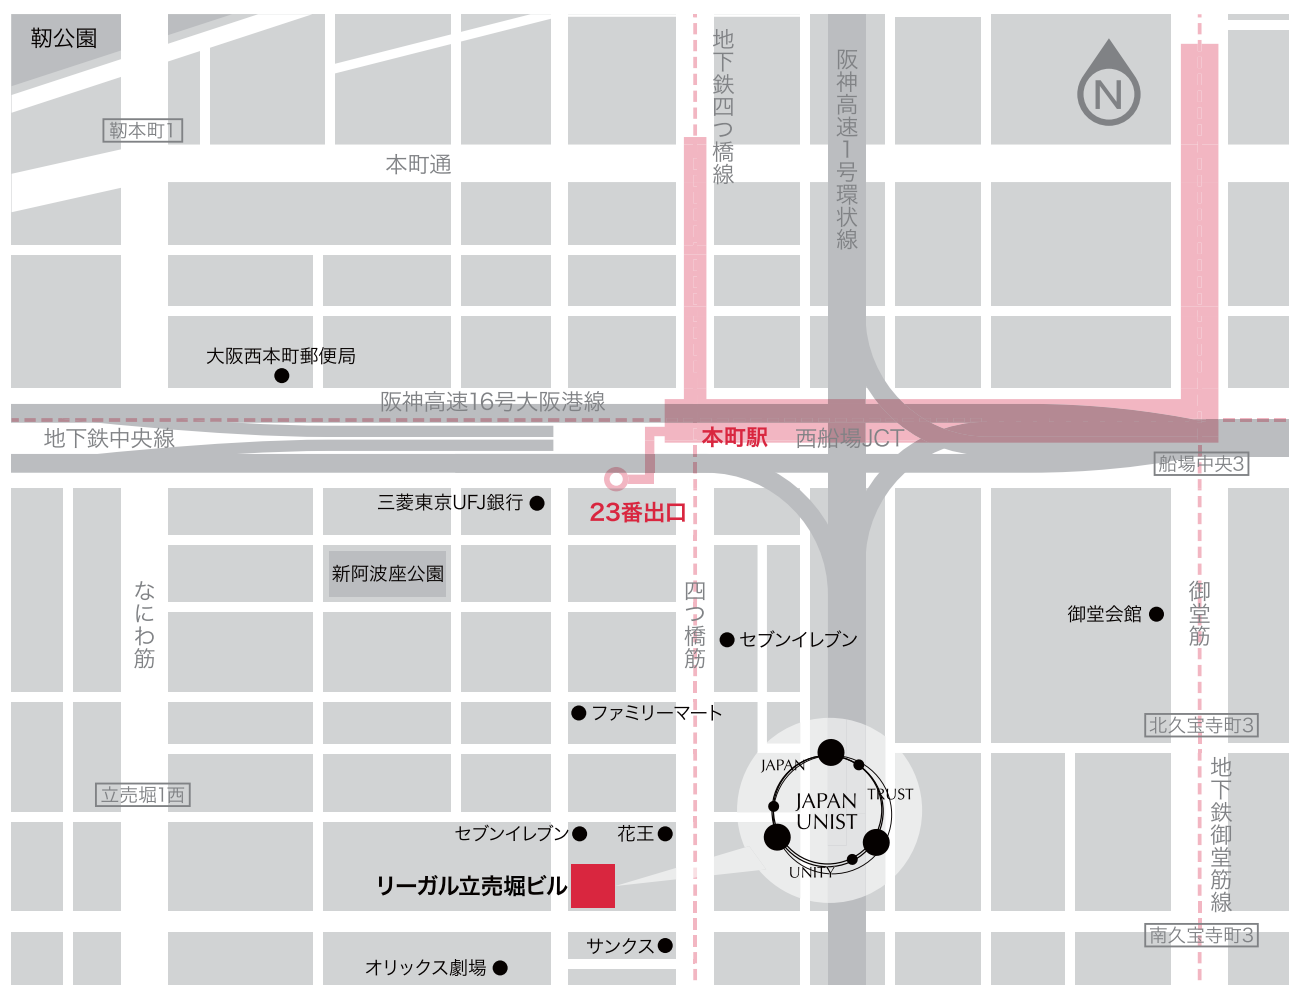 靭公園
地下鉄四つ橋線
阪神高速1号環状線
N
靭本町1
本町通
大阪西本町郵便局
阪神高速16号大阪港線
地下鉄中央線
本町駅
西船場JCT
船場中央3
三菱東京UFJ銀行
23番出口
新阿波座公園
なにわ筋
四つ橋筋
御堂筋
御堂会館
セブンイレブン
ファミリーマート
北久宝寺町3
地下鉄御堂筋線
JAPAN
TRUST
JAPAN
UNIST
UNITY
立売堀1西
セブンイレブン
花王
リーガル立売堀ビル
サンクス
南久宝寺町3
オリックス劇場